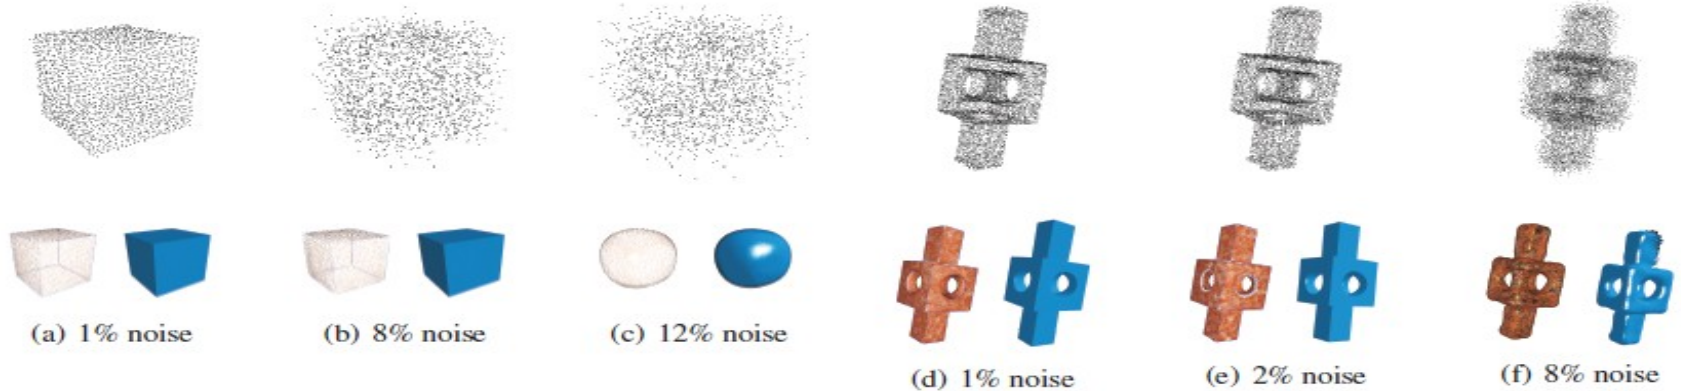 (a) 1% noise
(b) 8% noise
(c) 12% noise
(d) 1% noise
(e) 2% noise
(f) 8% noise